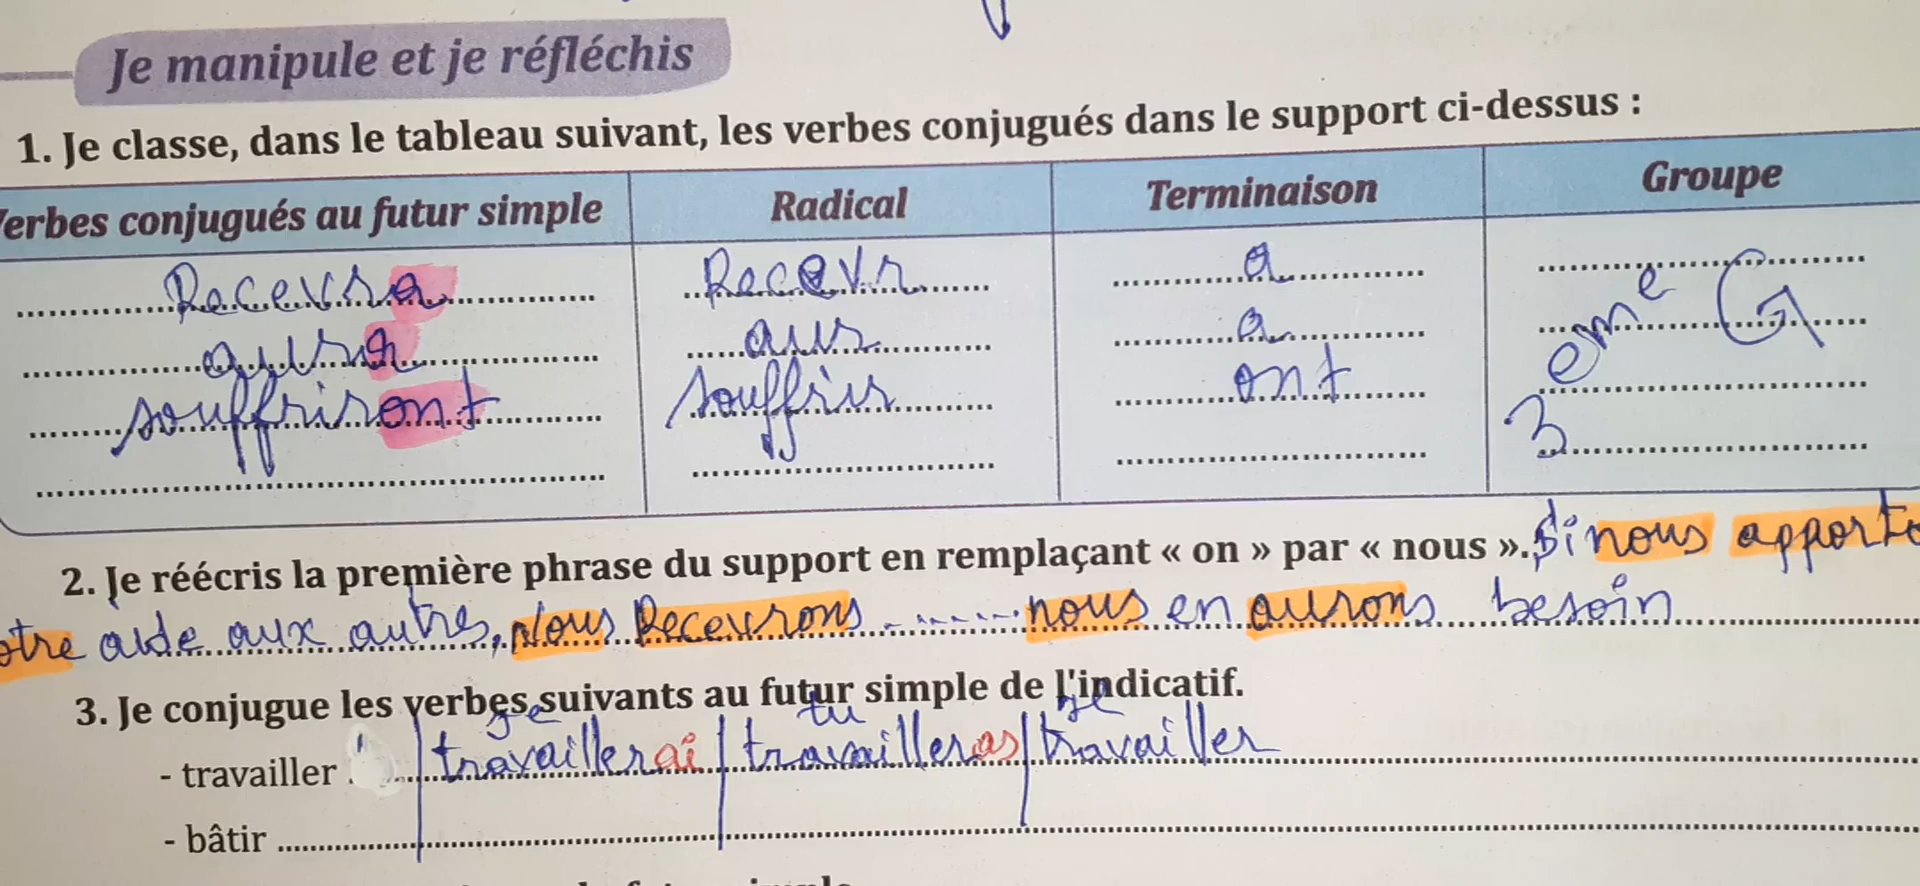 Je manipule et je réfléchis
1. Je classe, dans le tableau suivant, les verbes conjugués dans le support ci-dessus :
Verbes conjugués au futur simple Radical Terminaison Groupe
Recevra Recevr a
aura aur a
souffriront souffrir ont
3 eme G
2. Je réécris la première phrase du support en remplaçant « on » par « nous ». Si nous apporto
otre aide aux autres, Nous Recevrons ........ nous en aurons besoin
3. Je conjugue les verbes suivants au futur simple de l'indicatif.
je tu
- travailler travaillerai travailleras travailler
- bâtir